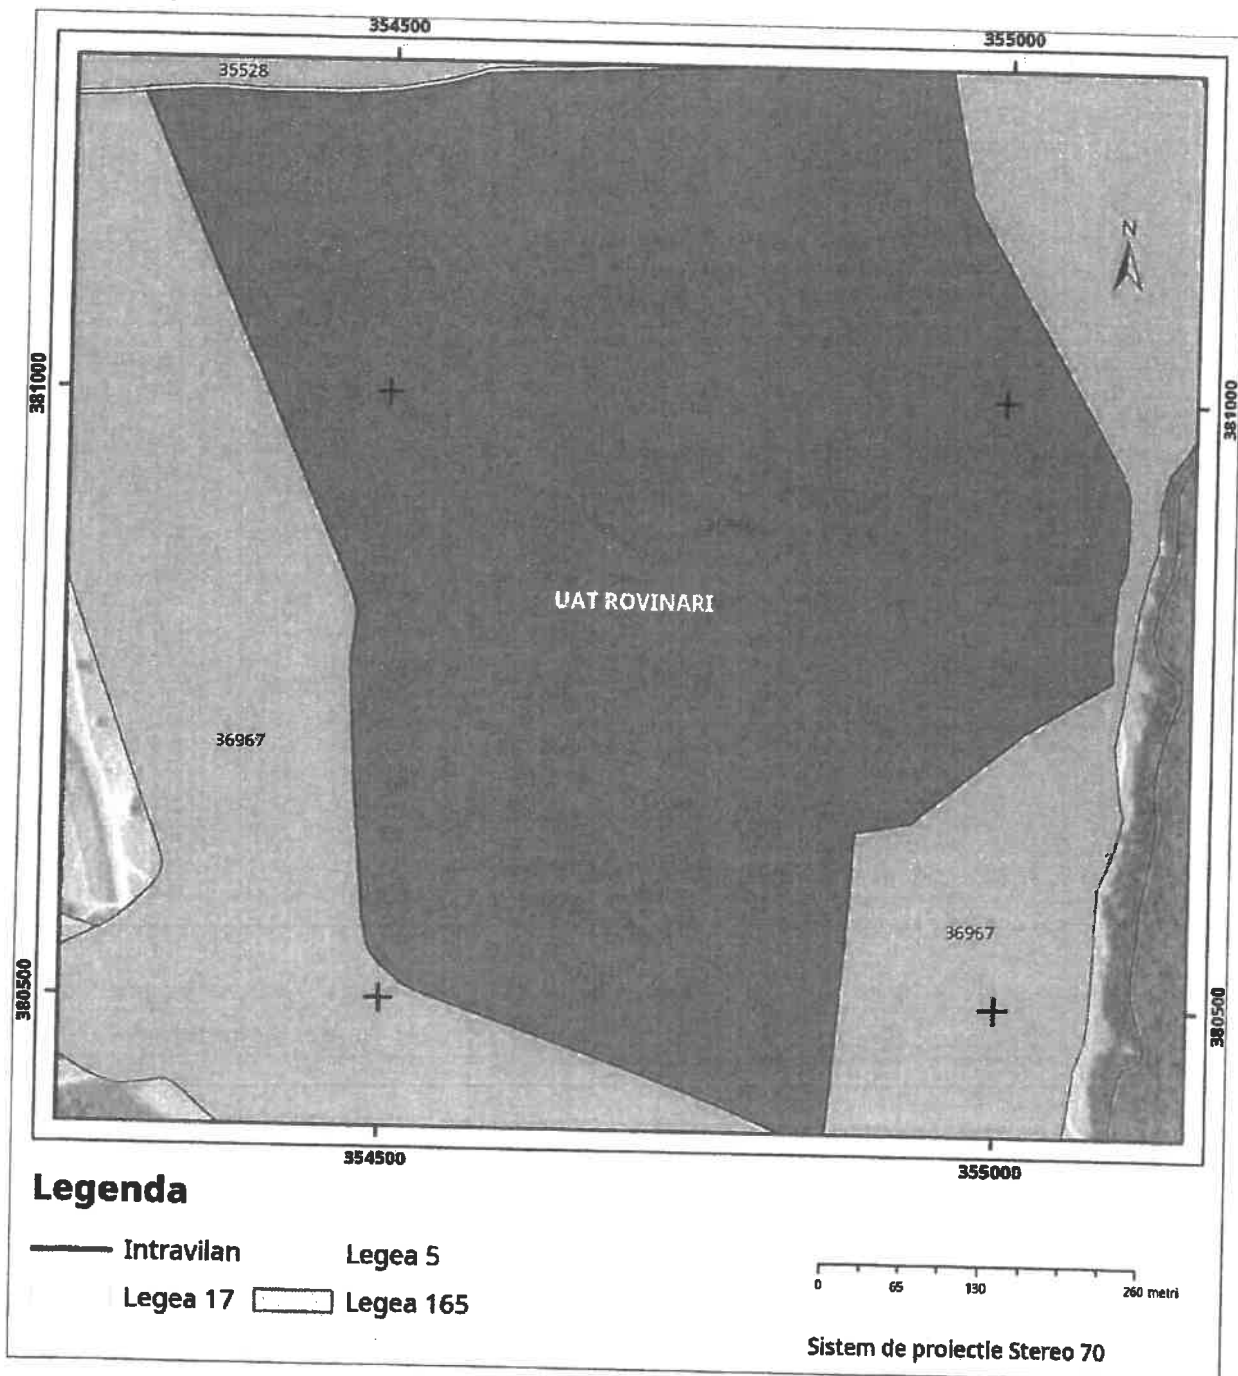 354500
355000
35528
N
381000
381000
UAT ROVINARI
36967
36967
380500
380500
354500
355000
Legenda
Intravilan
Legea 5
Legea 17
Legea 165
0 65 130 260 metri
Sistem de proiectie Stereo 70